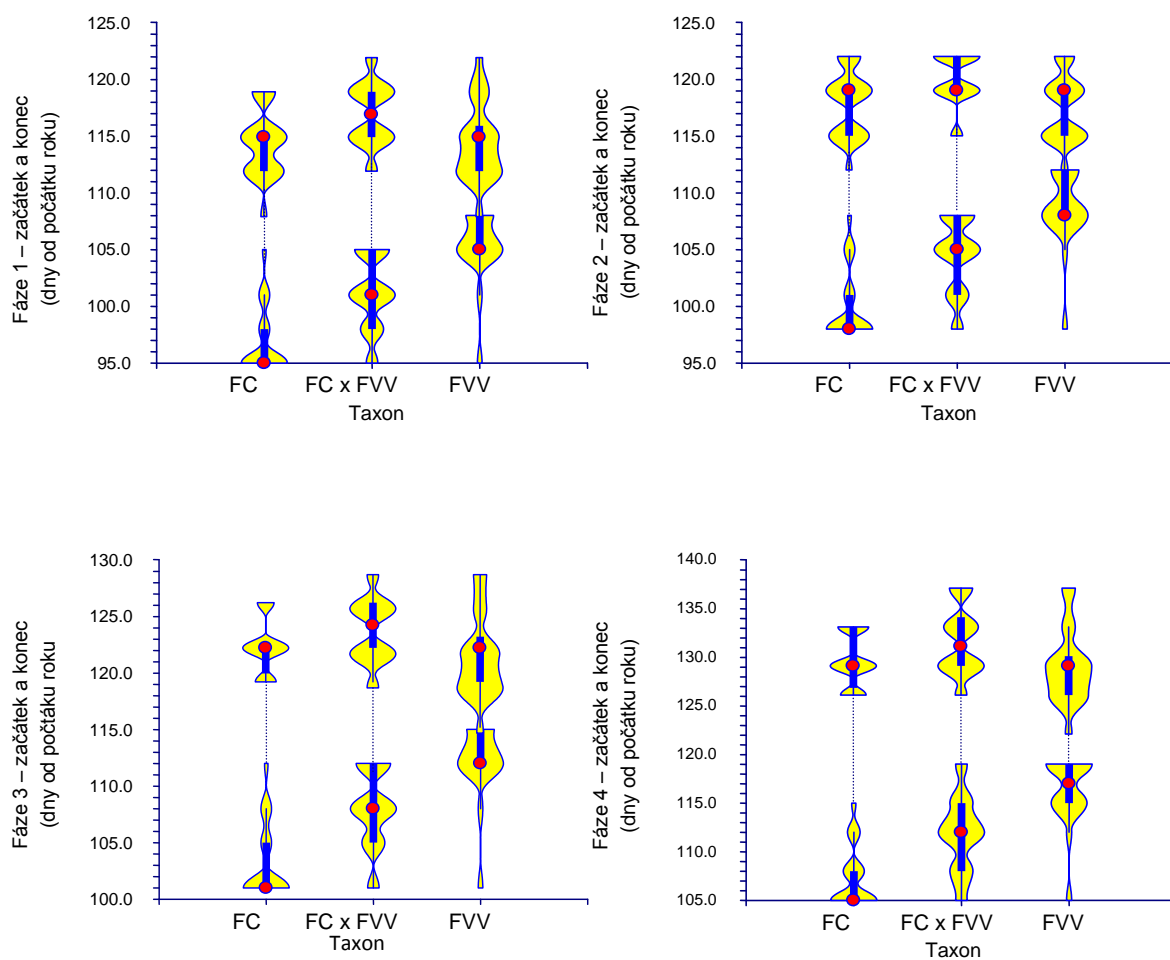 125.0
120.0
115.0
110.0
105.0
100.0
95.0
Fáze 1 – začátek a konec
(dny od počátku roku)
FC
FC x FVV
FVV
Taxon
125.0
120.0
115.0
110.0
105.0
100.0
95.0
Fáze 2 – začátek a konec
(dny od počátku roku)
FC
FC x FVV
FVV
Taxon
130.0
125.0
120.0
115.0
110.0
105.0
100.0
Fáze 3 – začátek a konec
(dny od počtáku roku
FC
FC x FVV
FVV
Taxon
140.0
135.0
130.0
125.0
120.0
115.0
110.0
105.0
Fáze 4 – začátek a konec
(dny od počátku roku)
FC
FC x FVV
FVV
Taxon